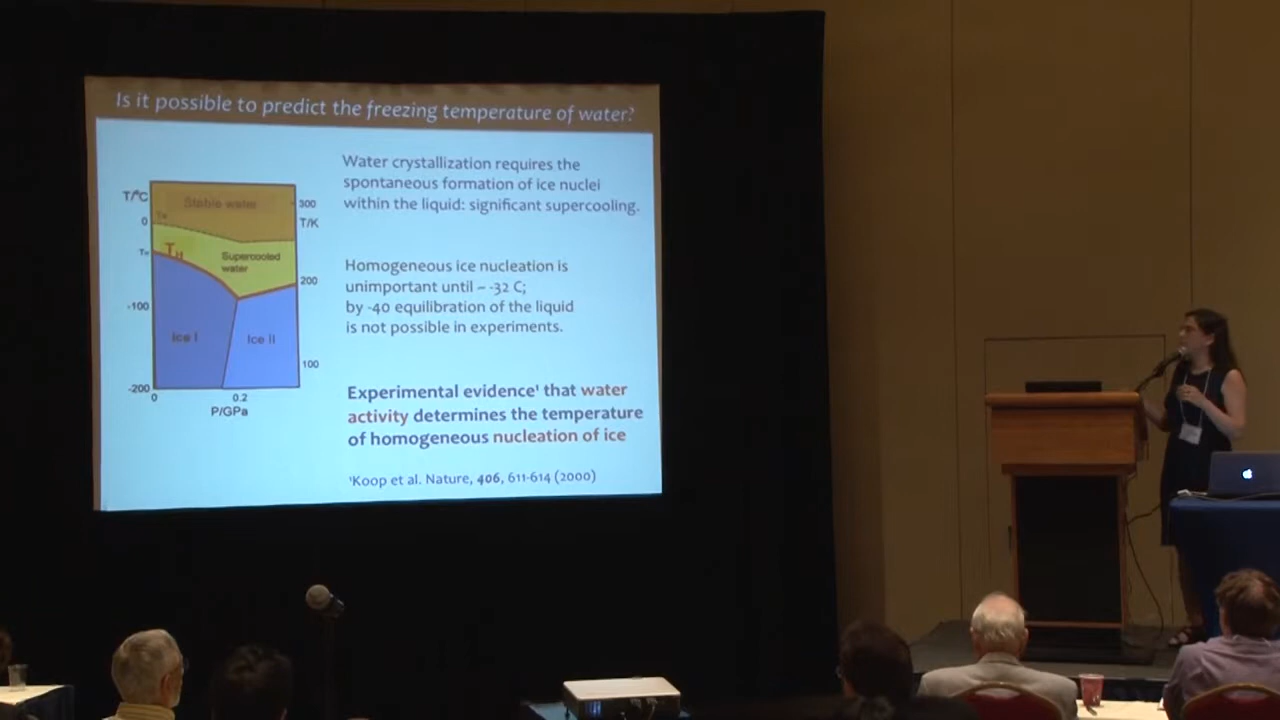 Is it possible to predict the freezing temperature of water?
Water crystallization requires the
spontaneous formation of ice nuclei
within the liquid: significant supercooling.
Homogeneous ice nucleation is
unimportant until ~ -32 C;
by -40 equilibration of the liquid
is not possible in experiments.
Experimental evidence¹ that water
activity determines the temperature
of homogeneous nucleation of ice
¹Koop et al. Nature, 406, 611-614 (2000)
T/°C
Stable water
300
T/K
0
Tм
Tн
Tн
Supercooled
water
200
-100
Ice I
Ice II
100
-200
0
0.2
P/GPa